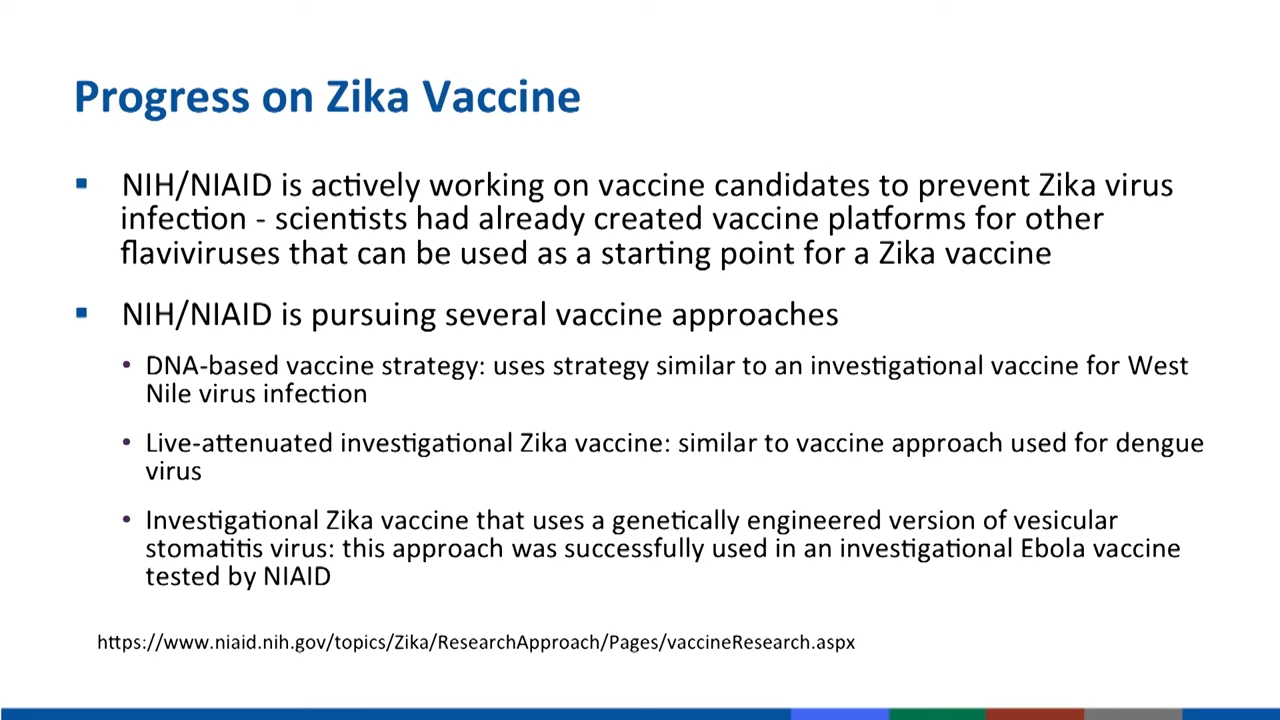 Progress on Zika Vaccine
▪ NIH/NIAID is actively working on vaccine candidates to prevent Zika virus
infection - scientists had already created vaccine platforms for other
flaviviruses that can be used as a starting point for a Zika vaccine
▪ NIH/NIAID is pursuing several vaccine approaches
• DNA-based vaccine strategy: uses strategy similar to an investigational vaccine for West
Nile virus infection
• Live-attenuated investigational Zika vaccine: similar to vaccine approach used for dengue
virus
• Investigational Zika vaccine that uses a genetically engineered version of vesicular
stomatitis virus: this approach was successfully used in an investigational Ebola vaccine
tested by NIAID
https://www.niaid.nih.gov/topics/Zika/ResearchApproach/Pages/vaccineResearch.aspx